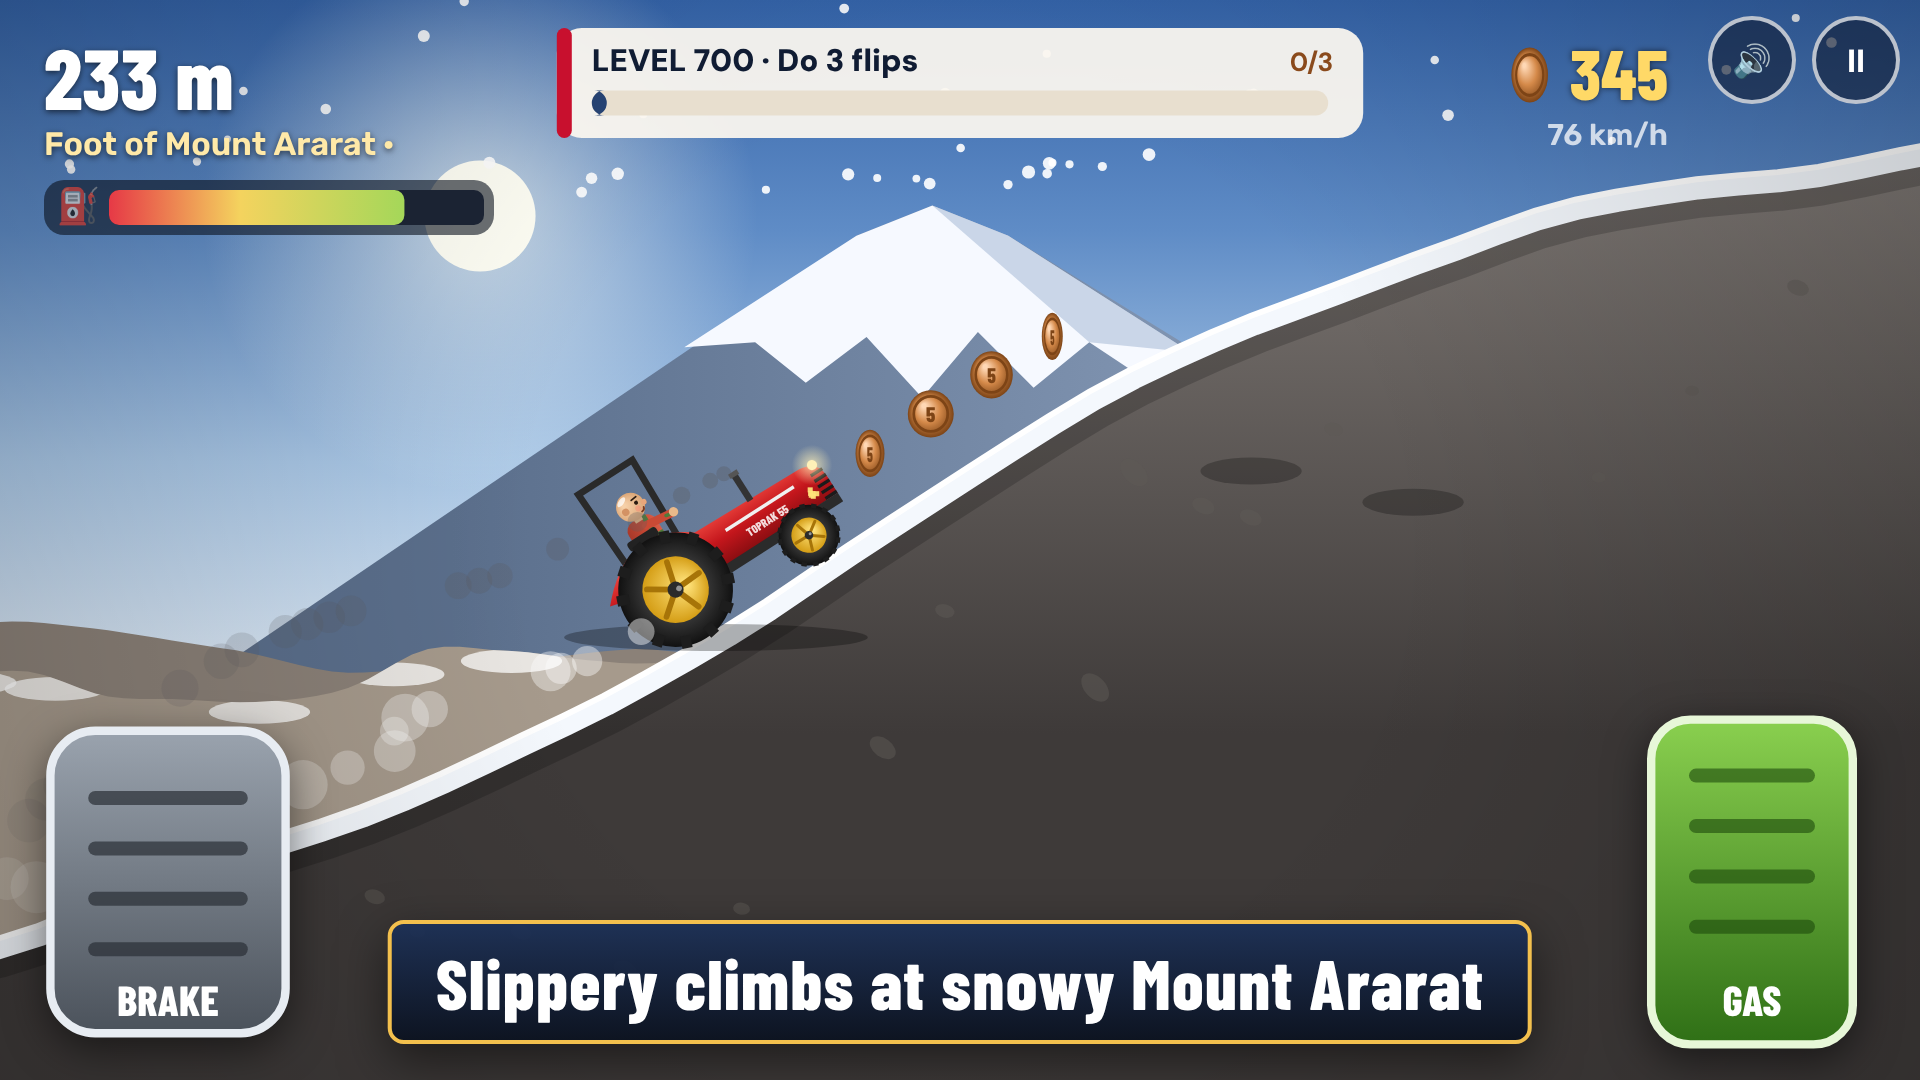 233 m
Foot of Mount Ararat •
LEVEL 700 · Do 3 flips
0/3
345
76 km/h
5
5
5
5
TOPRAK 55
BRAKE
GAS
Slippery climbs at snowy Mount Ararat